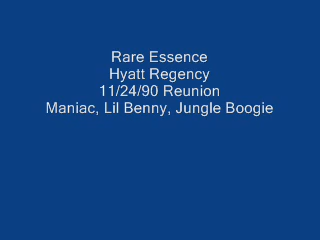 Rare Essence
Hyatt Regency
11/24/90 Reunion
Maniac, Lil Benny, Jungle Boogie